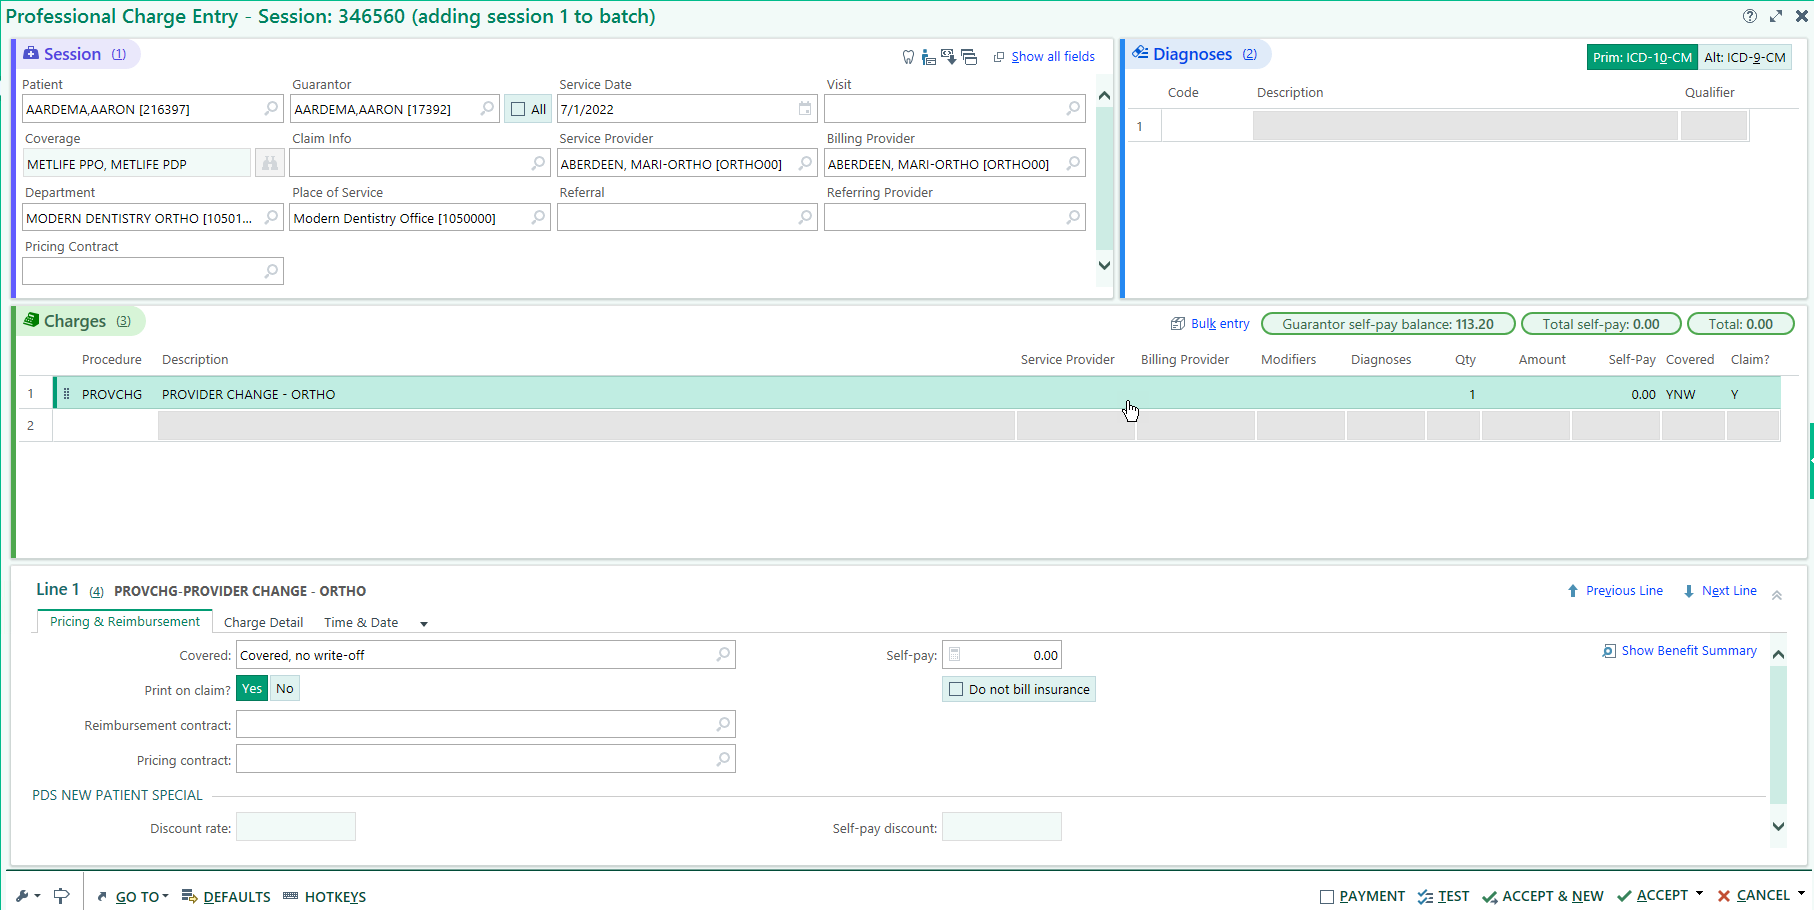 Professional Charge Entry - Session: 346560 (adding session 1 to batch)
Session (1)
Show all fields
Patient
Guarantor
Service Date
Visit
AARDEMA,AARON [216397]
AARDEMA,AARON [17392]
All
7/1/2022
Coverage
Claim Info
Service Provider
Billing Provider
METLIFE PPO, METLIFE PDP
ABERDEEN, MARI-ORTHO [ORTHO00]
ABERDEEN, MARI-ORTHO [ORTHO00]
Department
Place of Service
Referral
Referring Provider
MODERN DENTISTRY ORTHO [10501...
Modern Dentistry Office [1050000]
Pricing Contract
Diagnoses (2)
Prim: ICD-10-CM
Alt: ICD-9-CM
Code
Description
Qualifier
1
Charges (3)
Bulk entry
Guarantor self-pay balance: 113.20
Total self-pay: 0.00
Total: 0.00
Procedure
Description
Service Provider
Billing Provider
Modifiers
Diagnoses
Qty
Amount
Self-Pay
Covered
Claim?
1
PROVCHG
PROVIDER CHANGE - ORTHO
1
0.00
YNW
Y
2
Line 1 (4) PROVCHG-PROVIDER CHANGE - ORTHO
Previous Line
Next Line
Pricing & Reimbursement
Charge Detail
Time & Date
Covered:
Covered, no write-off
Self-pay:
0.00
Show Benefit Summary
Print on claim?
Yes
No
Do not bill insurance
Reimbursement contract:
Pricing contract:
PDS NEW PATIENT SPECIAL
Discount rate:
Self-pay discount:
GO TO
DEFAULTS
HOTKEYS
PAYMENT
TEST
ACCEPT & NEW
ACCEPT
CANCEL